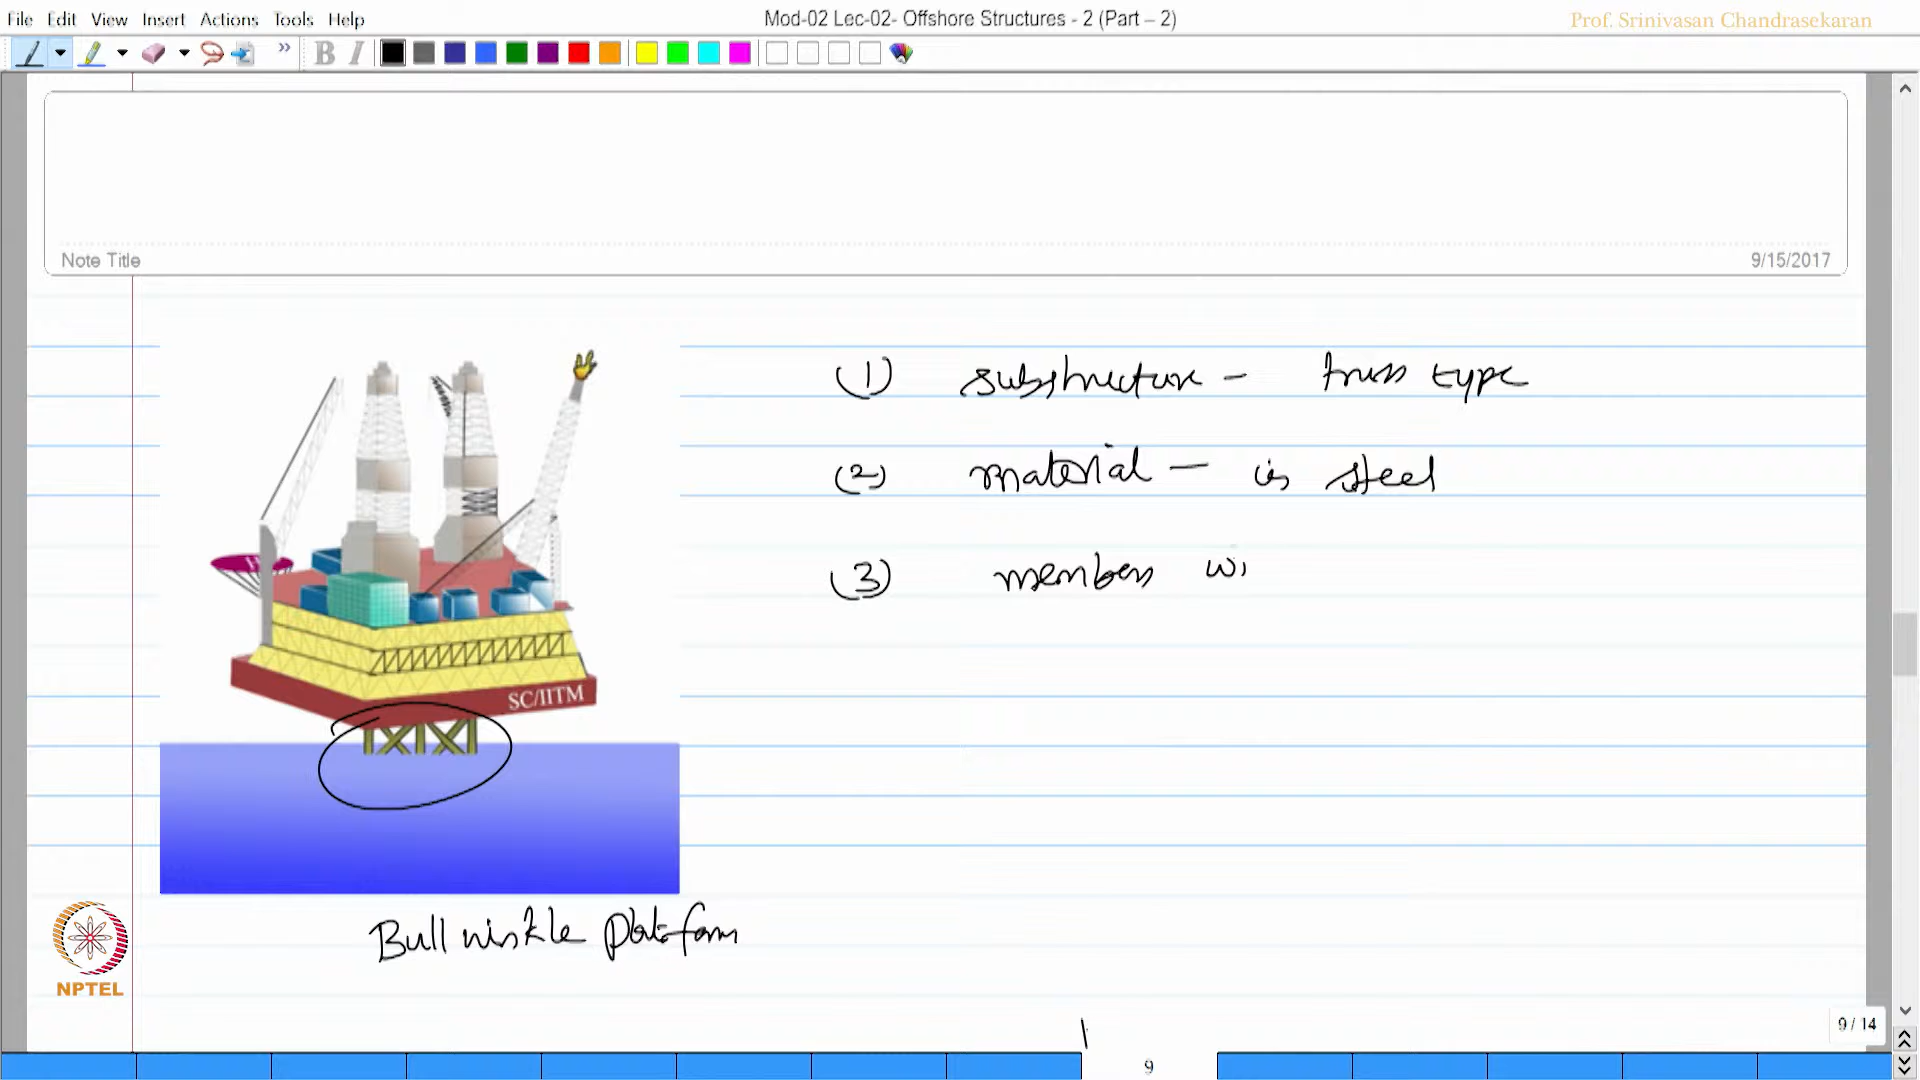 File Edit View Insert Actions Tools Help
Mod-02 Lec-02- Offshore Structures - 2 (Part – 2)
Prof. Srinivasan Chandrasekaran
B I
Note Title
9/15/2017
(1) substructure - truss type
(2) material - is steel
(3) members wi
SC/IITM
H
Bullwinkle platform
NPTEL
9 / 14
9